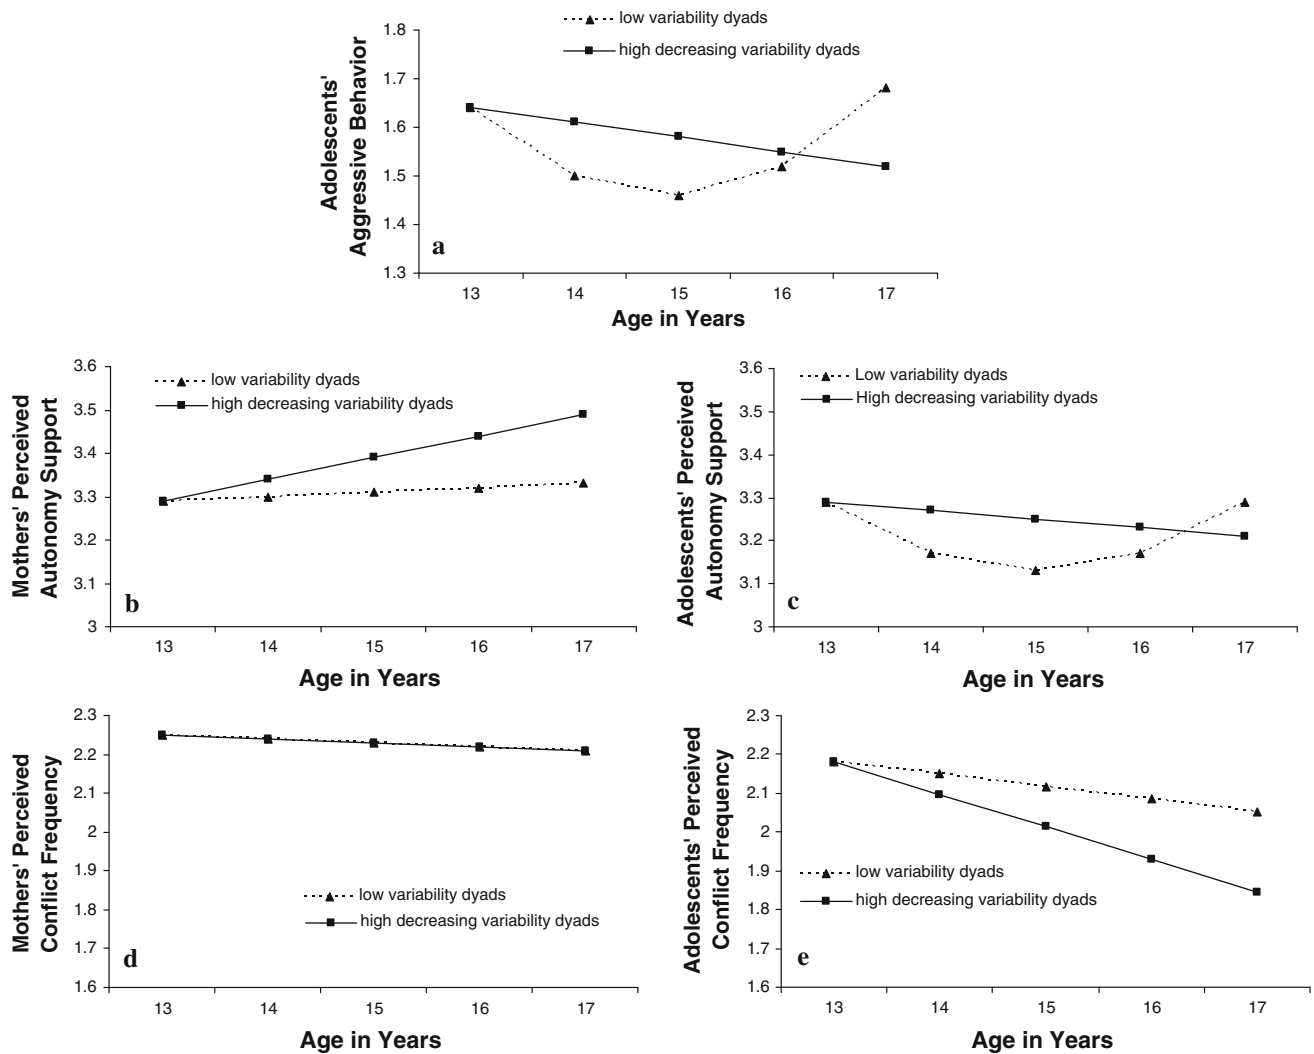 low variability dyads
high decreasing variability dyads
Adolescents'
Aggressive Behavior
1.8
1.7
1.6
1.5
1.4
1.3
a
13 14 15 16 17
Age in Years
Mothers' Perceived
Autonomy Support
3.6
3.5
3.4
3.3
3.2
3.1
3
low variability dyads
high decreasing variability dyads
b
13 14 15 16 17
Age in Years
Adolescents' Perceived
Autonomy Support
3.6
3.5
3.4
3.3
3.2
3.1
3
Low variability dyads
High decreasing variability dyads
c
13 14 15 16 17
Age in Years
Mothers' Perceived
Conflict Frequency
2.3
2.2
2.1
2
1.9
1.8
1.7
1.6
low variability dyads
high decreasing variability dyads
d
13 14 15 16 17
Age in Years
Adolescents' Perceived
Conflict Frequency
2.3
2.2
2.1
2
1.9
1.8
1.7
1.6
low variability dyads
high decreasing variability dyads
e
13 14 15 16 17
Age in Years